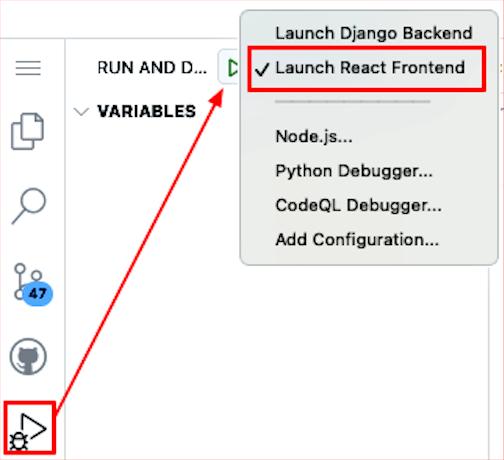 Launch Django Backend
RUN AND D...
✓ Launch React Frontend
VARIABLES
Node.js...
Python Debugger...
CodeQL Debugger...
Add Configuration...
47